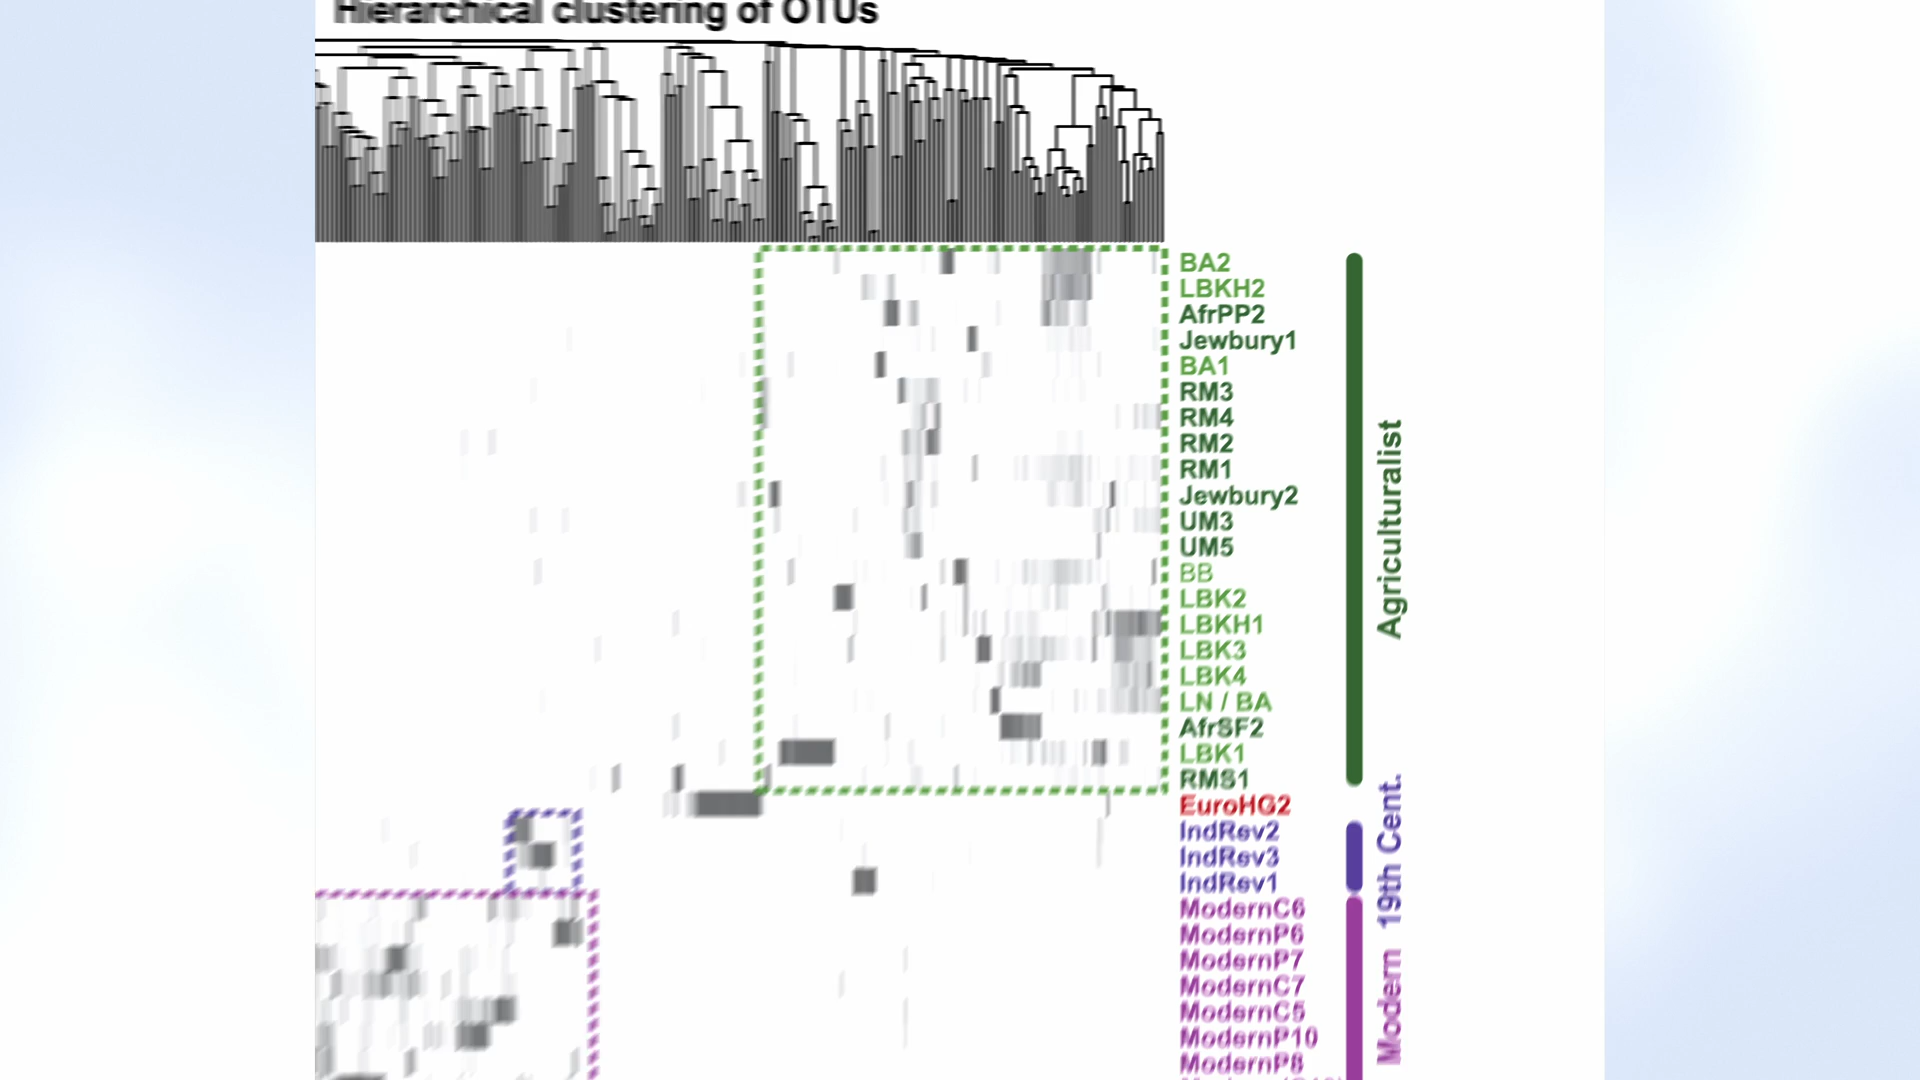 Hierarchical clustering of OTUs
BA2
LBKH2
AfrPP2
Jewbury1
BA1
RM3
RM4
RM2
RM1
Jewbury2
UM3
UM5
BB
LBK2
LBKH1
LBK3
LBK4
LN / BA
AfrSF2
LBK1
RMS1
EuroHG2
IndRev2
IndRev3
IndRev1
ModernC6
ModernP6
ModernP7
ModernC7
ModernC5
ModernP10
ModernP8
Agriculturalist
19th Cent.
Modern